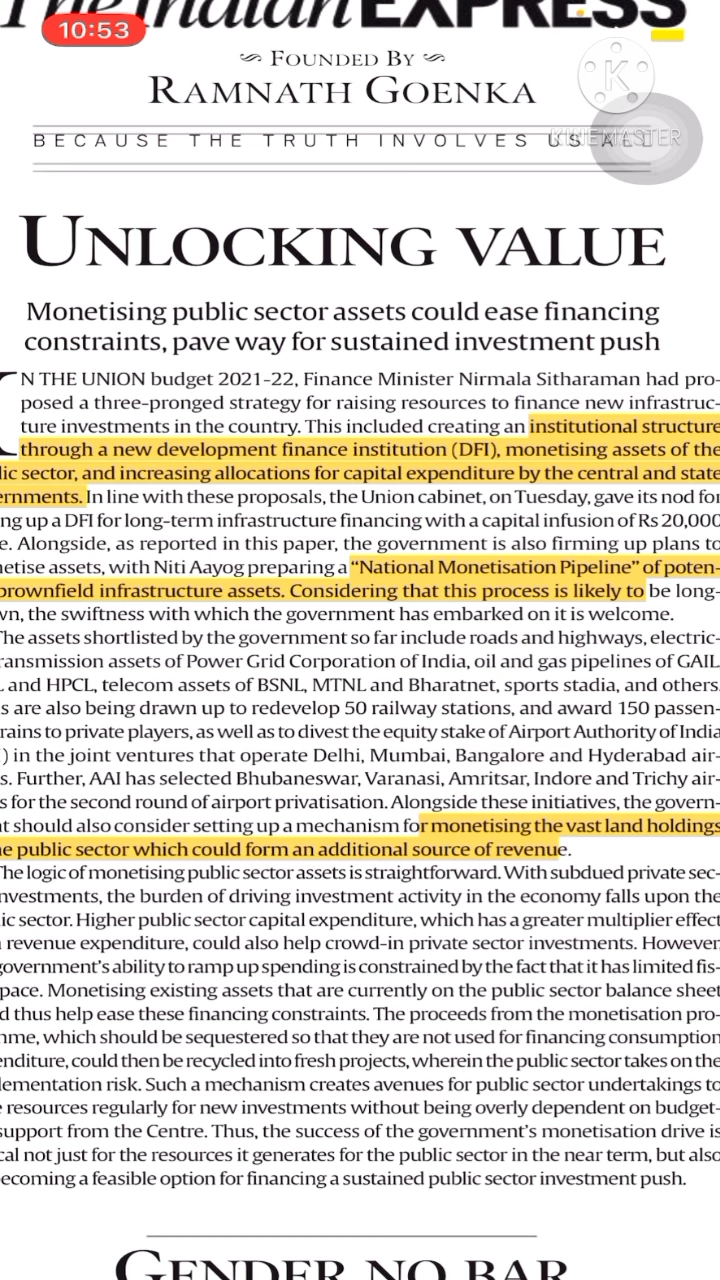 The Indian EXPRESS
10:53
FOUNDED BY
RAMNATH GOENKA
KINEMASTER
BECAUSE THE TRUTH INVOLVES US ALL
UNLOCKING VALUE
Monetising public sector assets could ease financing
constraints, pave way for sustained investment push
N THE UNION budget 2021-22, Finance Minister Nirmala Sitharaman had pro-
posed a three-pronged strategy for raising resources to finance new infrastruc-
ture investments in the country. This included creating an institutional structure
through a new development finance institution (DFI), monetising assets of the
lic sector, and increasing allocations for capital expenditure by the central and state
ernments. In line with these proposals, the Union cabinet, on Tuesday, gave its nod for
ng up a DFI for long-term infrastructure financing with a capital infusion of Rs 20,000
e. Alongside, as reported in this paper, the government is also firming up plans to
netise assets, with Niti Aayog preparing a “National Monetisation Pipeline” of poten-
brownfield infrastructure assets. Considering that this process is likely to be long-
wn, the swiftness with which the government has embarked on it is welcome.
The assets shortlisted by the government so far include roads and highways, electric-
ransmission assets of Power Grid Corporation of India, oil and gas pipelines of GAIL
L and HPCL, telecom assets of BSNL, MTNL and Bharatnet, sports stadia, and others.
s are also being drawn up to redevelop 50 railway stations, and award 150 passen-
rains to private players, as well as to divest the equity stake of Airport Authority of India
) in the joint ventures that operate Delhi, Mumbai, Bangalore and Hyderabad air-
s. Further, AAI has selected Bhubaneswar, Varanasi, Amritsar, Indore and Trichy air-
s for the second round of airport privatisation. Alongside these initiatives, the govern-
nt should also consider setting up a mechanism for monetising the vast land holdings
e public sector which could form an additional source of revenue.
The logic of monetising public sector assets is straightforward. With subdued private sec-
nvestments, the burden of driving investment activity in the economy falls upon the
lic sector. Higher public sector capital expenditure, which has a greater multiplier effect
n revenue expenditure, could also help crowd-in private sector investments. However,
government’s ability to ramp up spending is constrained by the fact that it has limited fis-
pace. Monetising existing assets that are currently on the public sector balance sheet
d thus help ease these financing constraints. The proceeds from the monetisation pro-
mme, which should be sequestered so that they are not used for financing consumption
enditure, could then be recycled into fresh projects, wherein the public sector takes on the
lementation risk. Such a mechanism creates avenues for public sector undertakings to
e resources regularly for new investments without being overly dependent on budget-
support from the Centre. Thus, the success of the government’s monetisation drive is
cal not just for the resources it generates for the public sector in the near term, but also
ecoming a feasible option for financing a sustained public sector investment push.
GENDER NO BAR